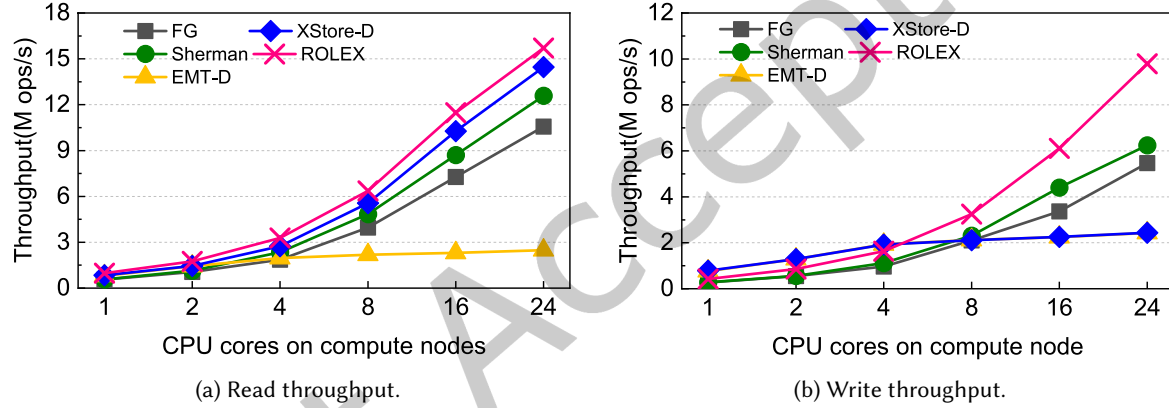 18
15
12
9
6
3
0
Throughput(M ops/s)
FG
XStore-D
Sherman
ROLEX
EMT-D
1 2 4 8 16 24
CPU cores on compute nodes
(a) Read throughput.
12
10
8
6
4
2
0
Throughput(M ops/s)
FG
XStore-D
Sherman
ROLEX
EMT-D
1 2 4 8 16 24
CPU cores on compute node
(b) Write throughput.
Accept